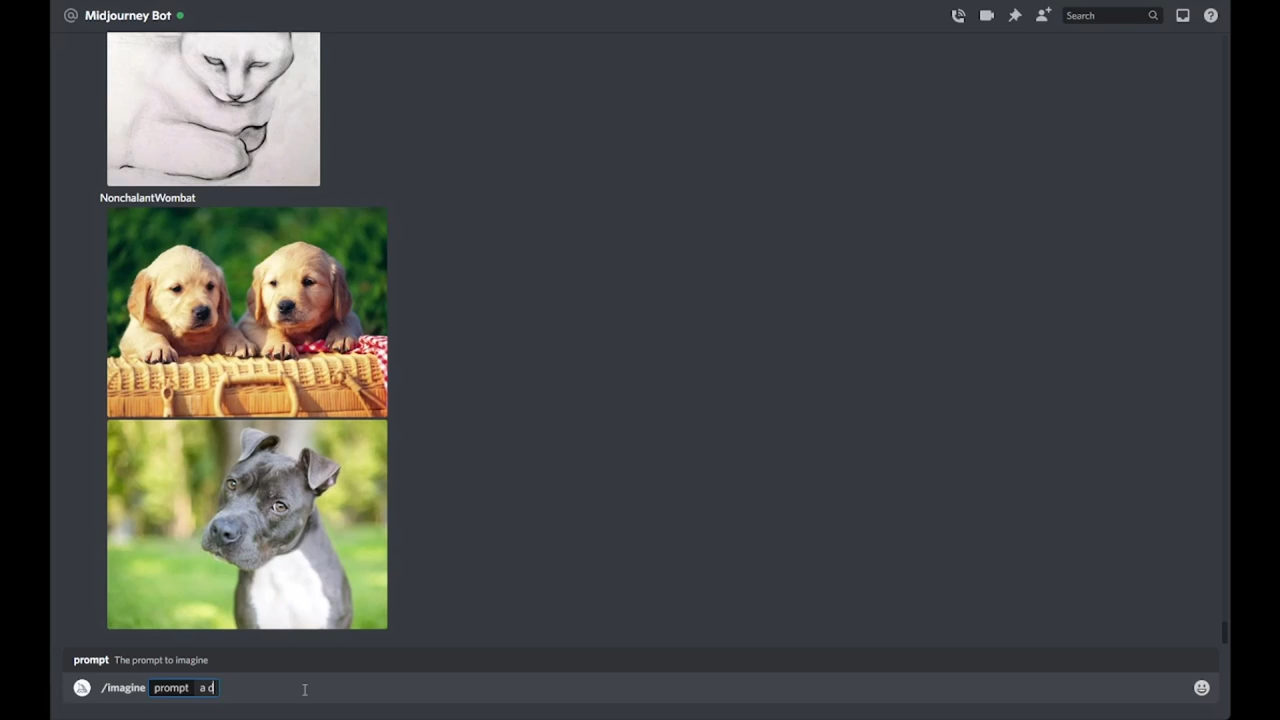 Midjourney Bot
Search
NonchalantWombat
prompt The prompt to imagine
/imagine prompt a d